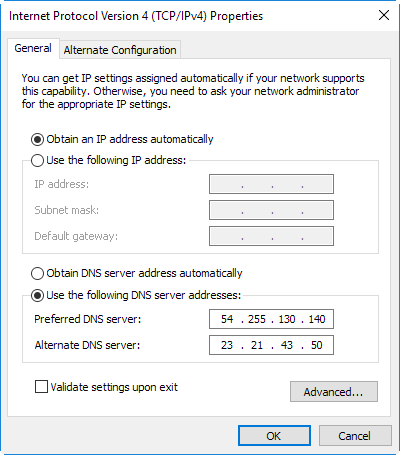 Internet Protocol Version 4 (TCP/IPv4) Properties
General
Alternate Configuration
You can get IP settings assigned automatically if your network supports
this capability. Otherwise, you need to ask your network administrator
for the appropriate IP settings.
Obtain an IP address automatically
Use the following IP address:
IP address: . . .
Subnet mask: . . .
Default gateway: . . .
Obtain DNS server address automatically
Use the following DNS server addresses:
Preferred DNS server: 54 . 255 . 130 . 140
Alternate DNS server: 23 . 21 . 43 . 50
Validate settings upon exit
Advanced...
OK
Cancel